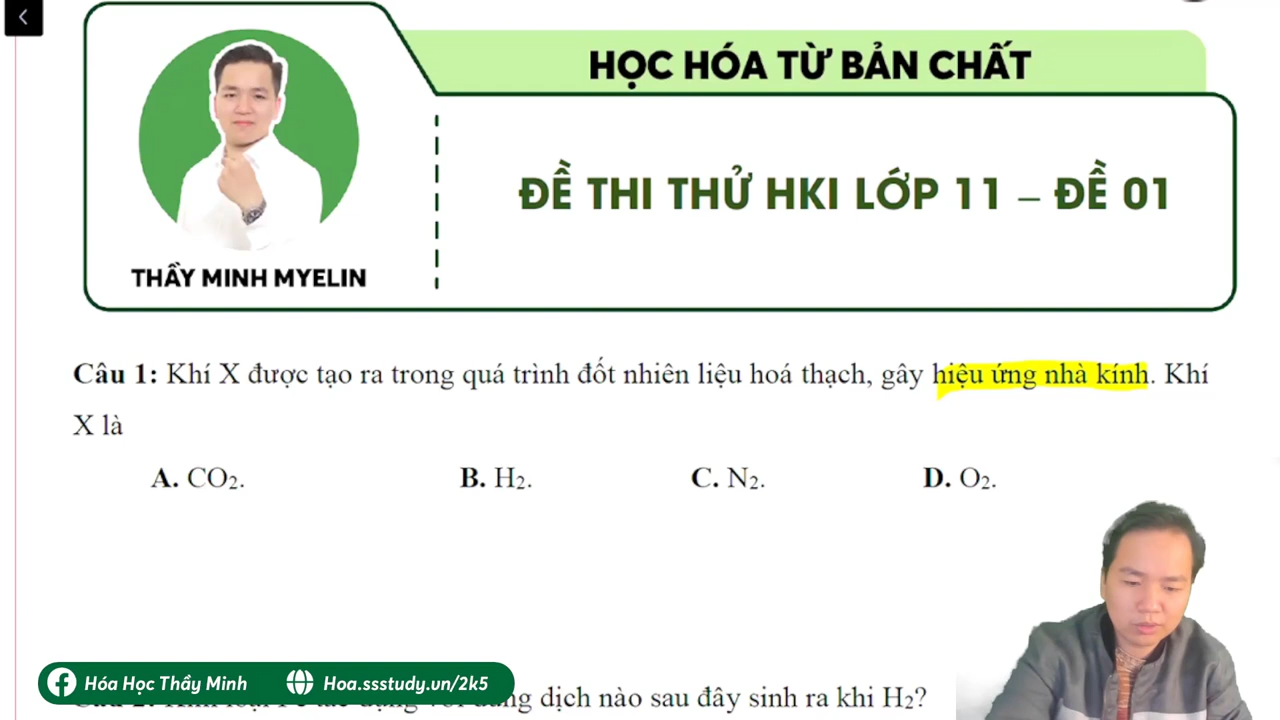 HỌC HÓA TỪ BẢN CHẤT
ĐỀ THI THỬ HKI LỚP 11 – ĐỀ 01
THẦY MINH MYELIN
Câu 1: Khí X được tạo ra trong quá trình đốt nhiên liệu hoá thạch, gây hiệu ứng nhà kính. Khí
X là
A. CO2. B. H2. C. N2. D. O2.
Hóa Học Thầy Minh Hoa.ssstudy.vn/2k5
dịch nào sau đây sinh ra khi H2?